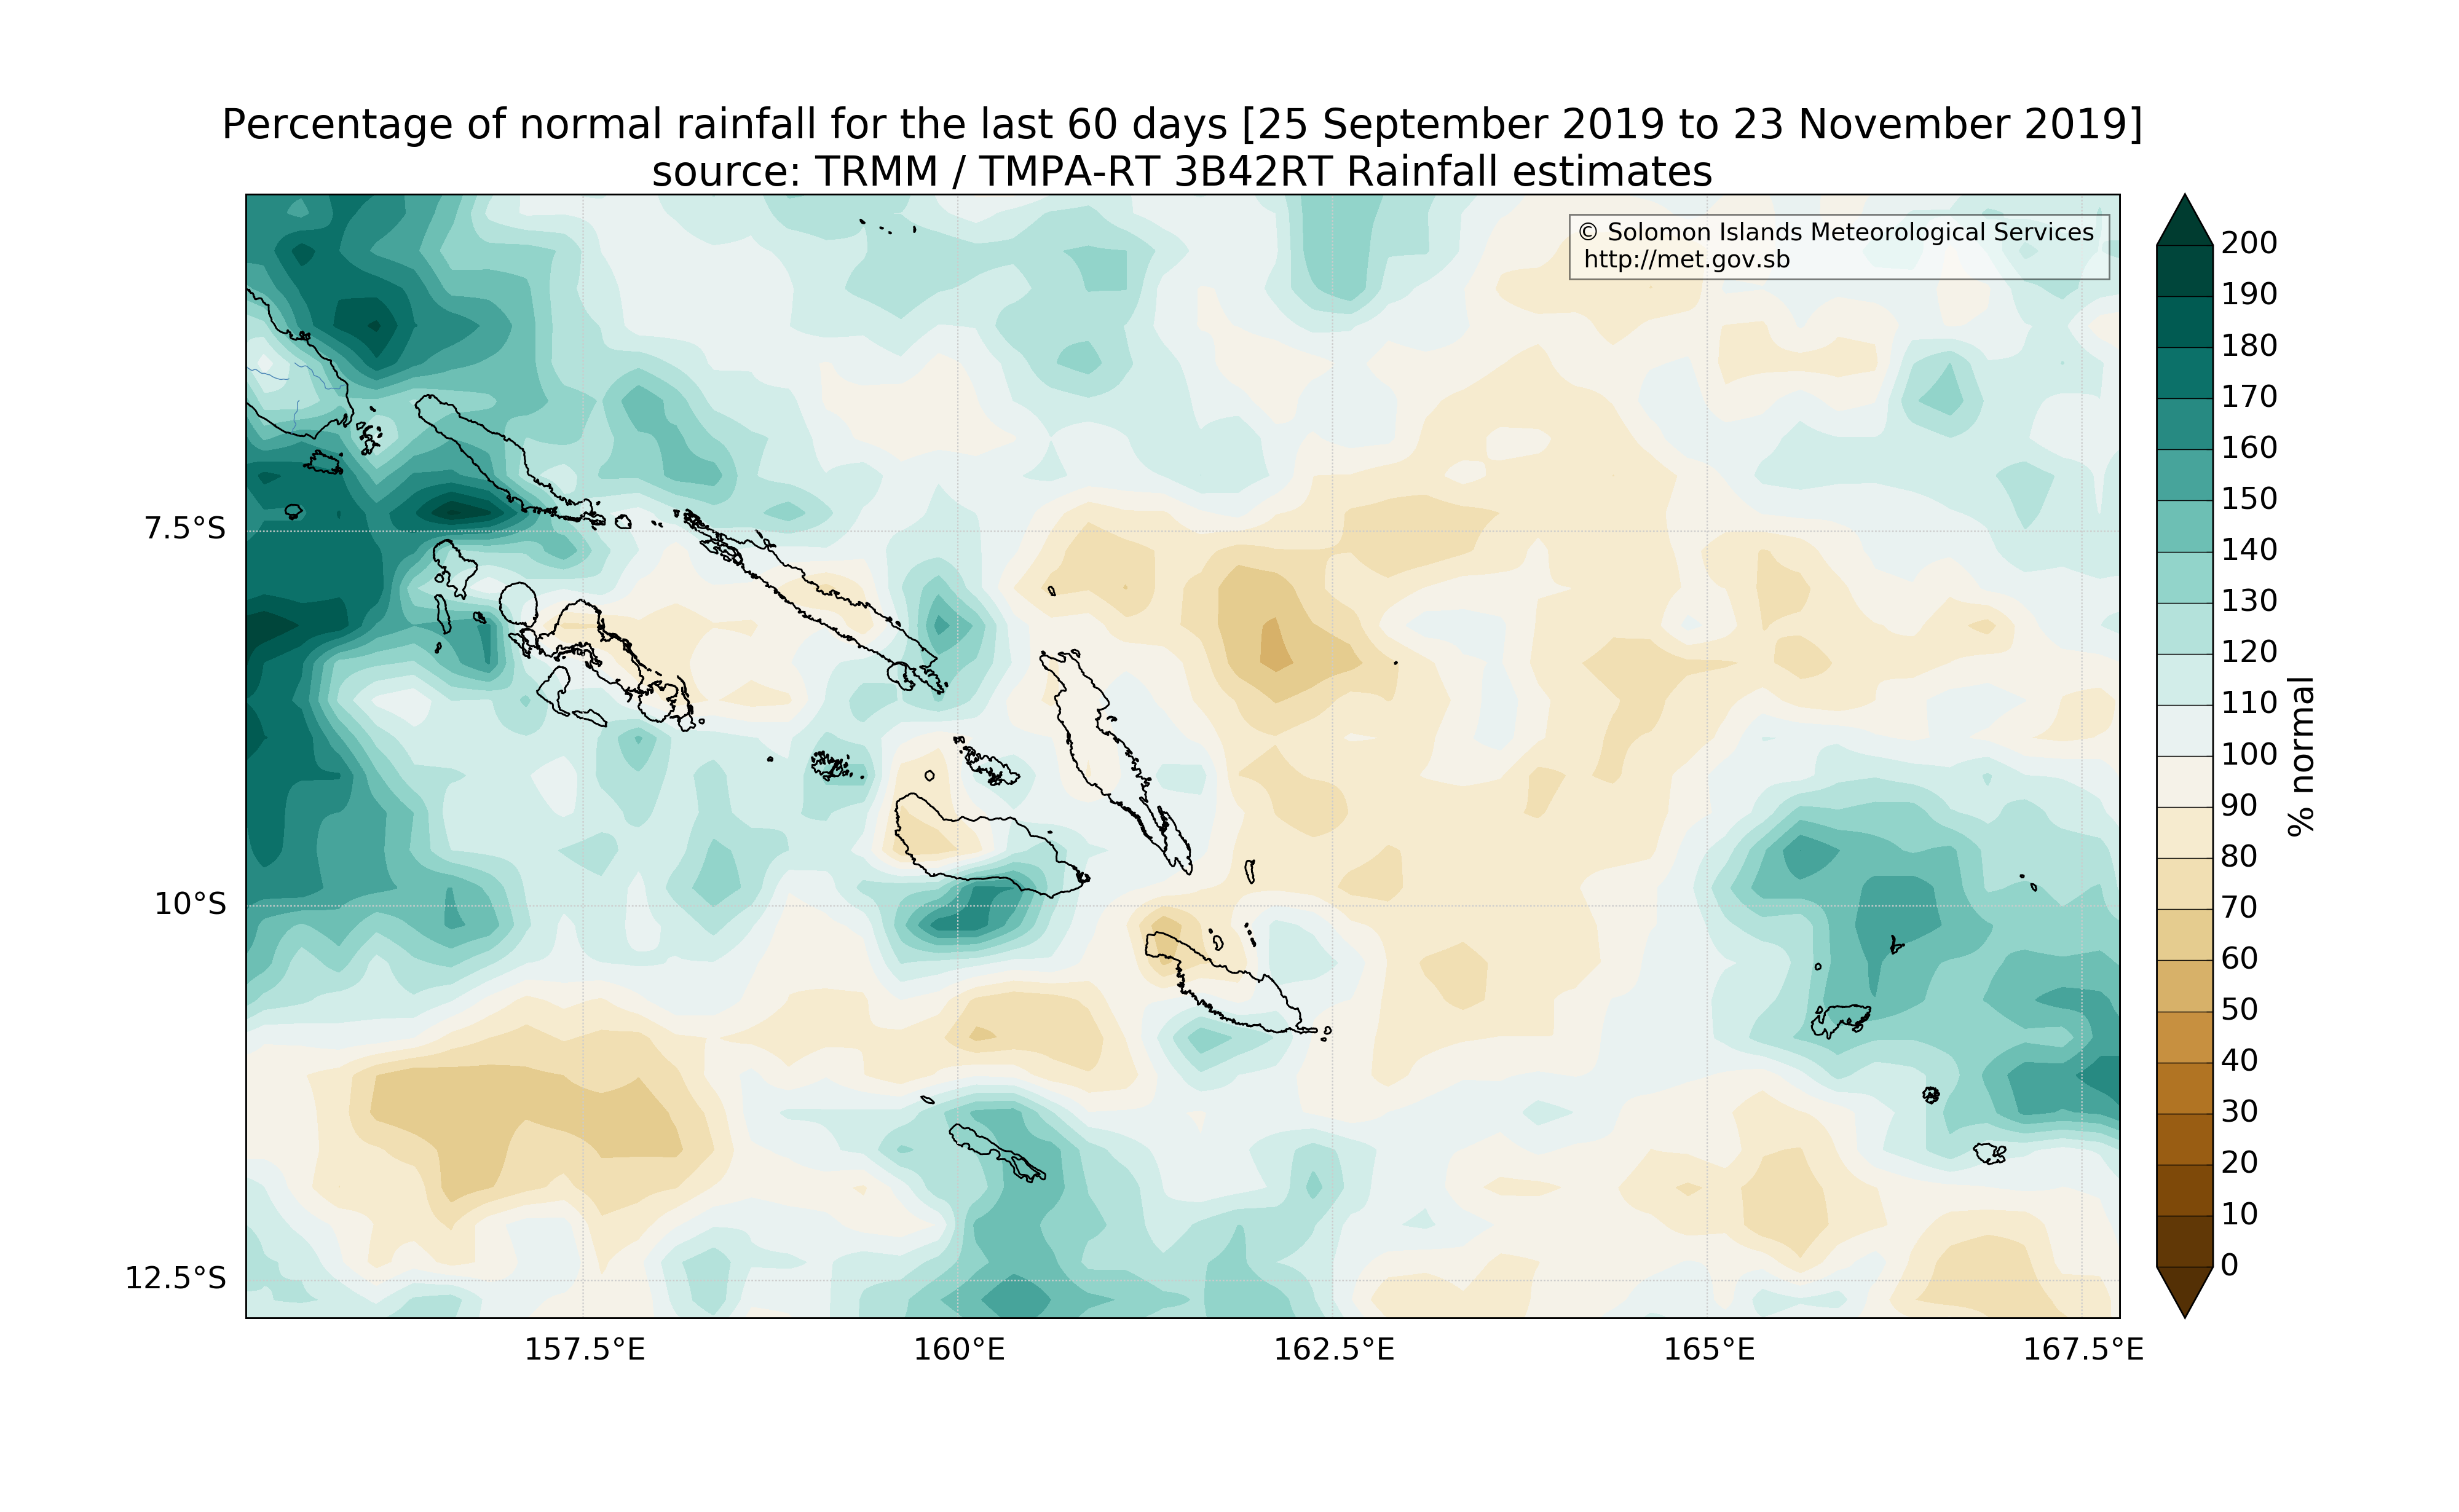 Percentage of normal rainfall for the last 60 days [25 September 2019 to 23 November 2019]
source: TRMM / TMPA-RT 3B42RT Rainfall estimates
© Solomon Islands Meteorological Services
http://met.gov.sb
7.5°S
10°S
12.5°S
157.5°E
160°E
162.5°E
165°E
167.5°E
200
190
180
170
160
150
140
130
120
110
100
90
80
70
60
50
40
30
20
10
0
% normal